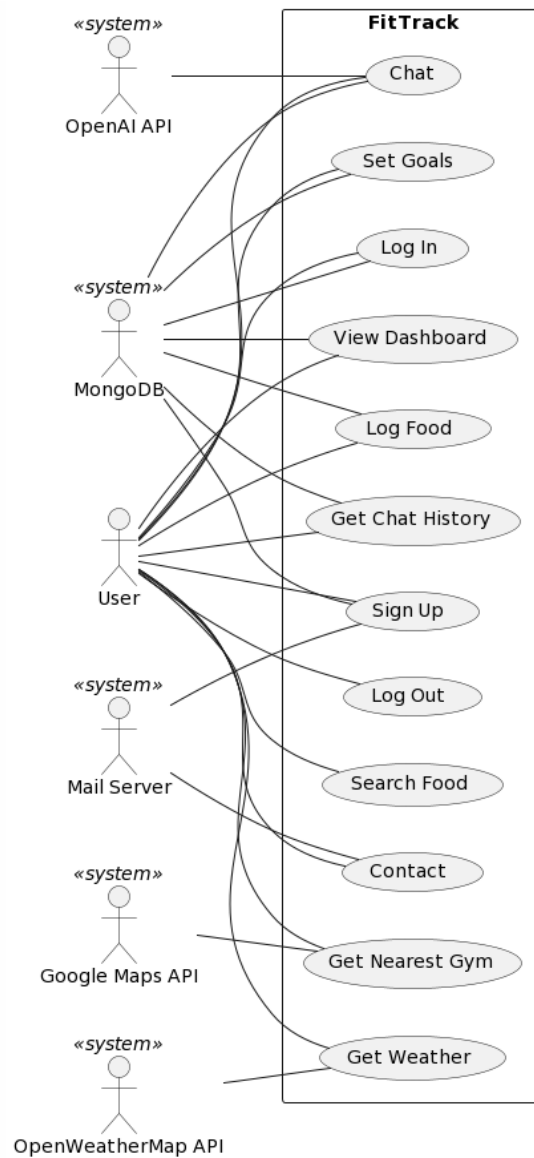 FitTrack
«system»
OpenAI API
Chat
Set Goals
Log In
«system»
MongoDB
View Dashboard
Log Food
Get Chat History
User
Sign Up
Log Out
«system»
Mail Server
Search Food
Contact
«system»
Google Maps API
Get Nearest Gym
«system»
OpenWeatherMap API
Get Weather